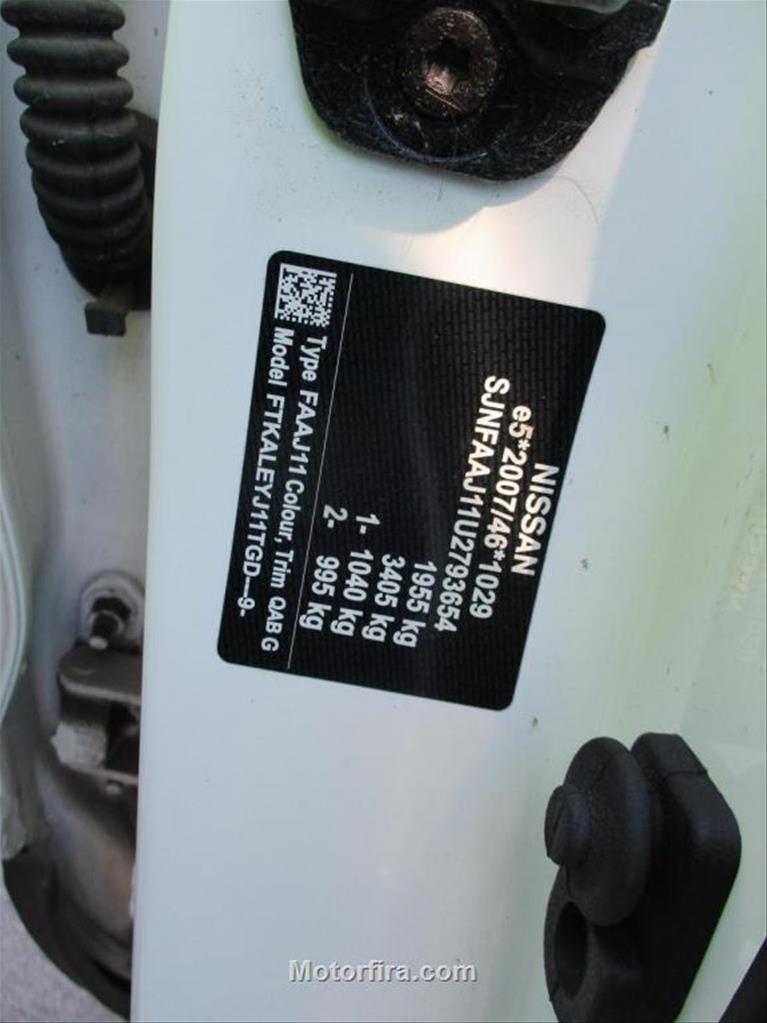 NISSAN
e5*2007/46*1029
SJNFAAJ11U2793654
1955 kg
3405 kg
1- 1040 kg
2- 995 kg
Type FAAJ11 Colour, Trim QAB G
Model FTKALEYJ11TGD---9-
Motorfira.com